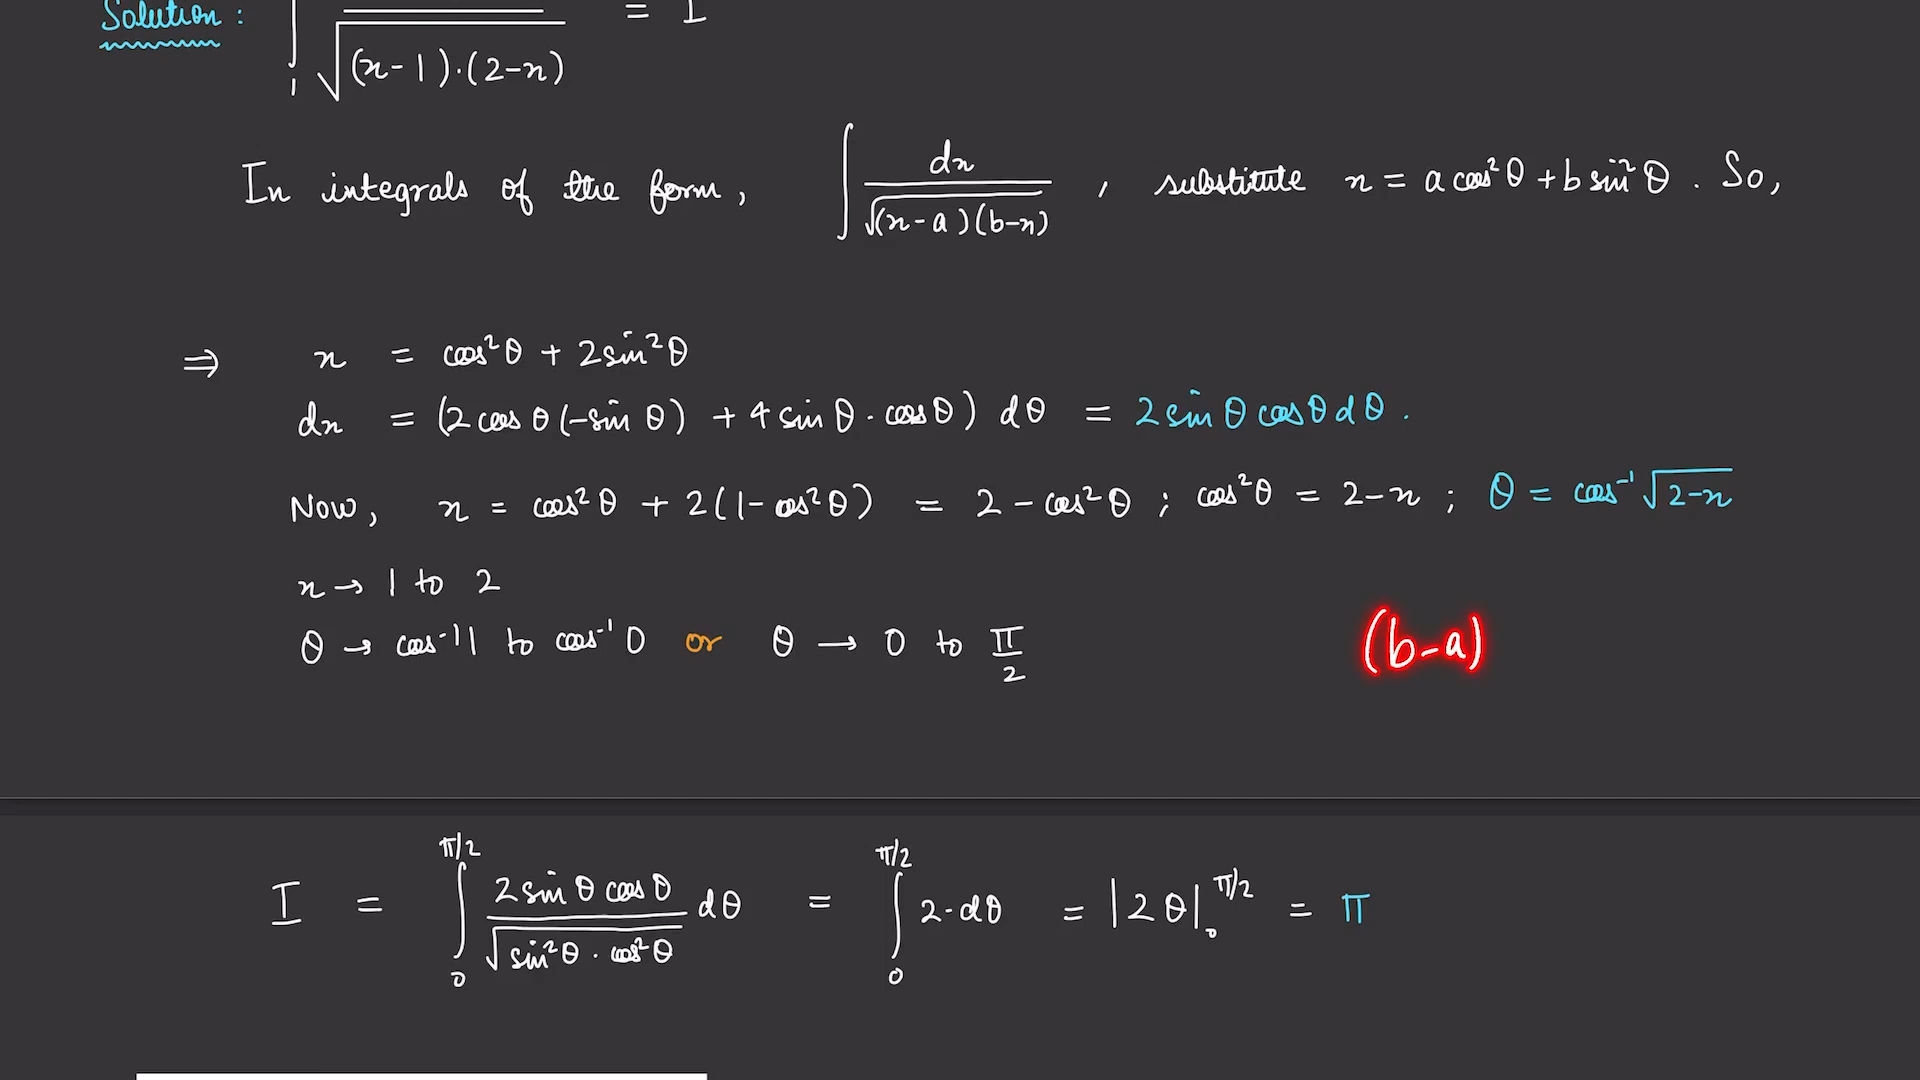 Solution : ∫₁ ――― / √(x-1)·(2-x) = I
In integrals of the form, ∫ dx / √(x-a)(b-x) , substitute x = a cos²θ + b sin²θ . So,
⇒ x = cos²θ + 2sin²θ
dx = (2 cos θ (-sin θ) + 4 sin θ · cos θ) dθ = 2 sin θ cos θ dθ .
Now, x = cos²θ + 2(1-cos²θ) = 2 - cos²θ ; cos²θ = 2-x ; θ = cos⁻¹ √2-x
x → 1 to 2
θ → cos⁻¹1 to cos⁻¹0 or θ → 0 to π/2
(b-a)
I = ∫₀^π/2 2 sin θ cos θ / √sin²θ · cos²θ dθ = ∫₀^π/2 2·dθ = |2θ|₀^π/2 = π